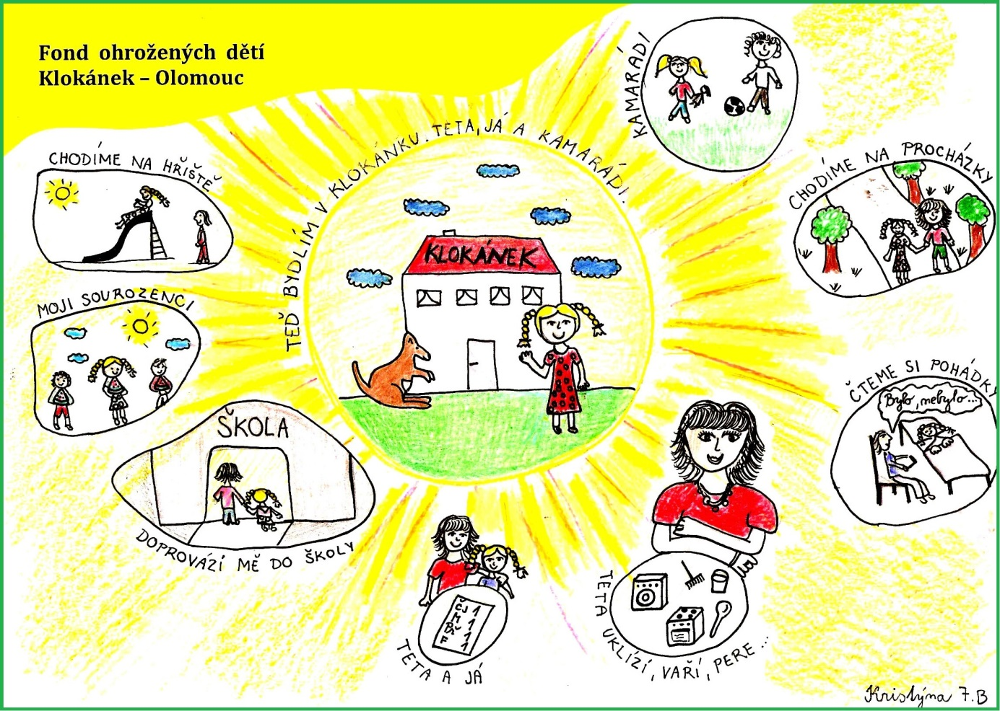 Fond ohrožených dětí
Klokánek – Olomouc
KAMARÁDI
TEĎ BYDLÍM V KLOKÁNKU. TETA, JÁ A KAMARÁDI.
CHODÍME NA HŘIŠTĚ
CHODÍME NA PROCHÁZKY
KLOKÁNEK
MOJI SOUROZENCI
ČTEME SI POHÁDKY
Bylo, nebylo...
ŠKOLA
DOPROVÁZÍ MĚ DO ŠKOLY
ČJ 1
M 1
Př 1
F 1
TETA A JÁ
TETA UKLÍZÍ, VAŘÍ, PERE...
Kristýna 7.B